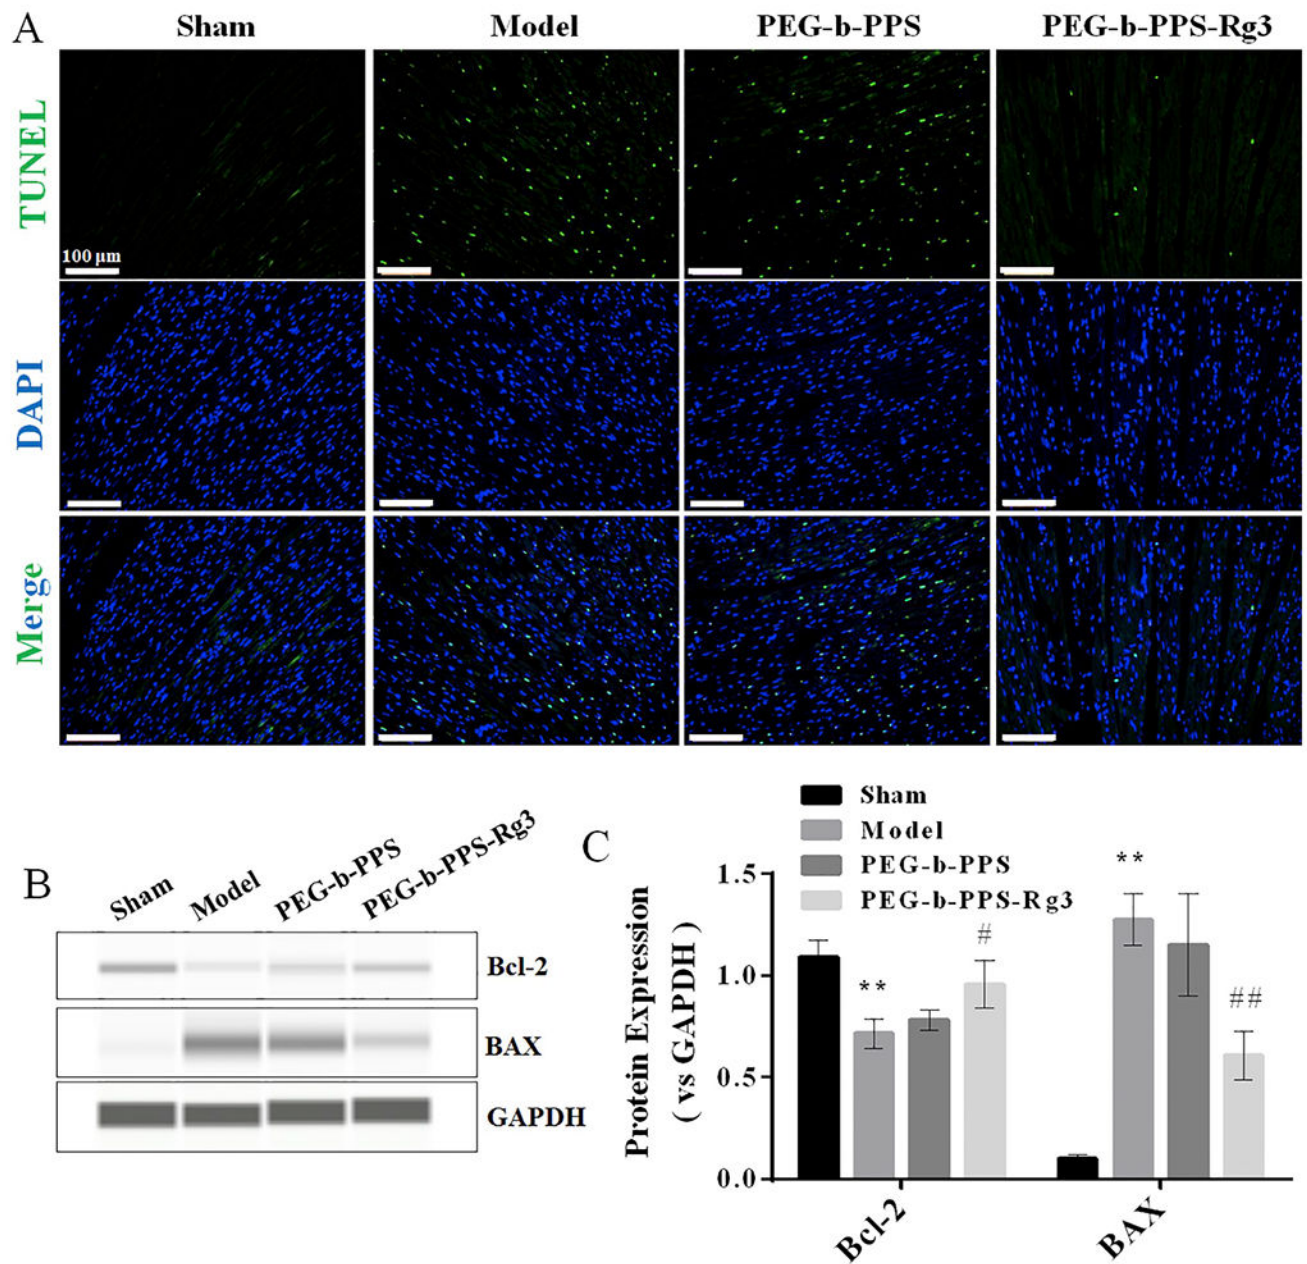 A
Sham Model PEG-b-PPS PEG-b-PPS-Rg3
TUNEL
100 μm
DAPI
Merge
B
Sham Model PEG-b-PPS PEG-b-PPS-Rg3
Bcl-2
BAX
GAPDH
C
Sham
Model
PEG-b-PPS
PEG-b-PPS-Rg3
Protein Expression
( vs GAPDH )
1.5
1.0
0.5
0.0
**
#
**
##
Bcl-2
BAX